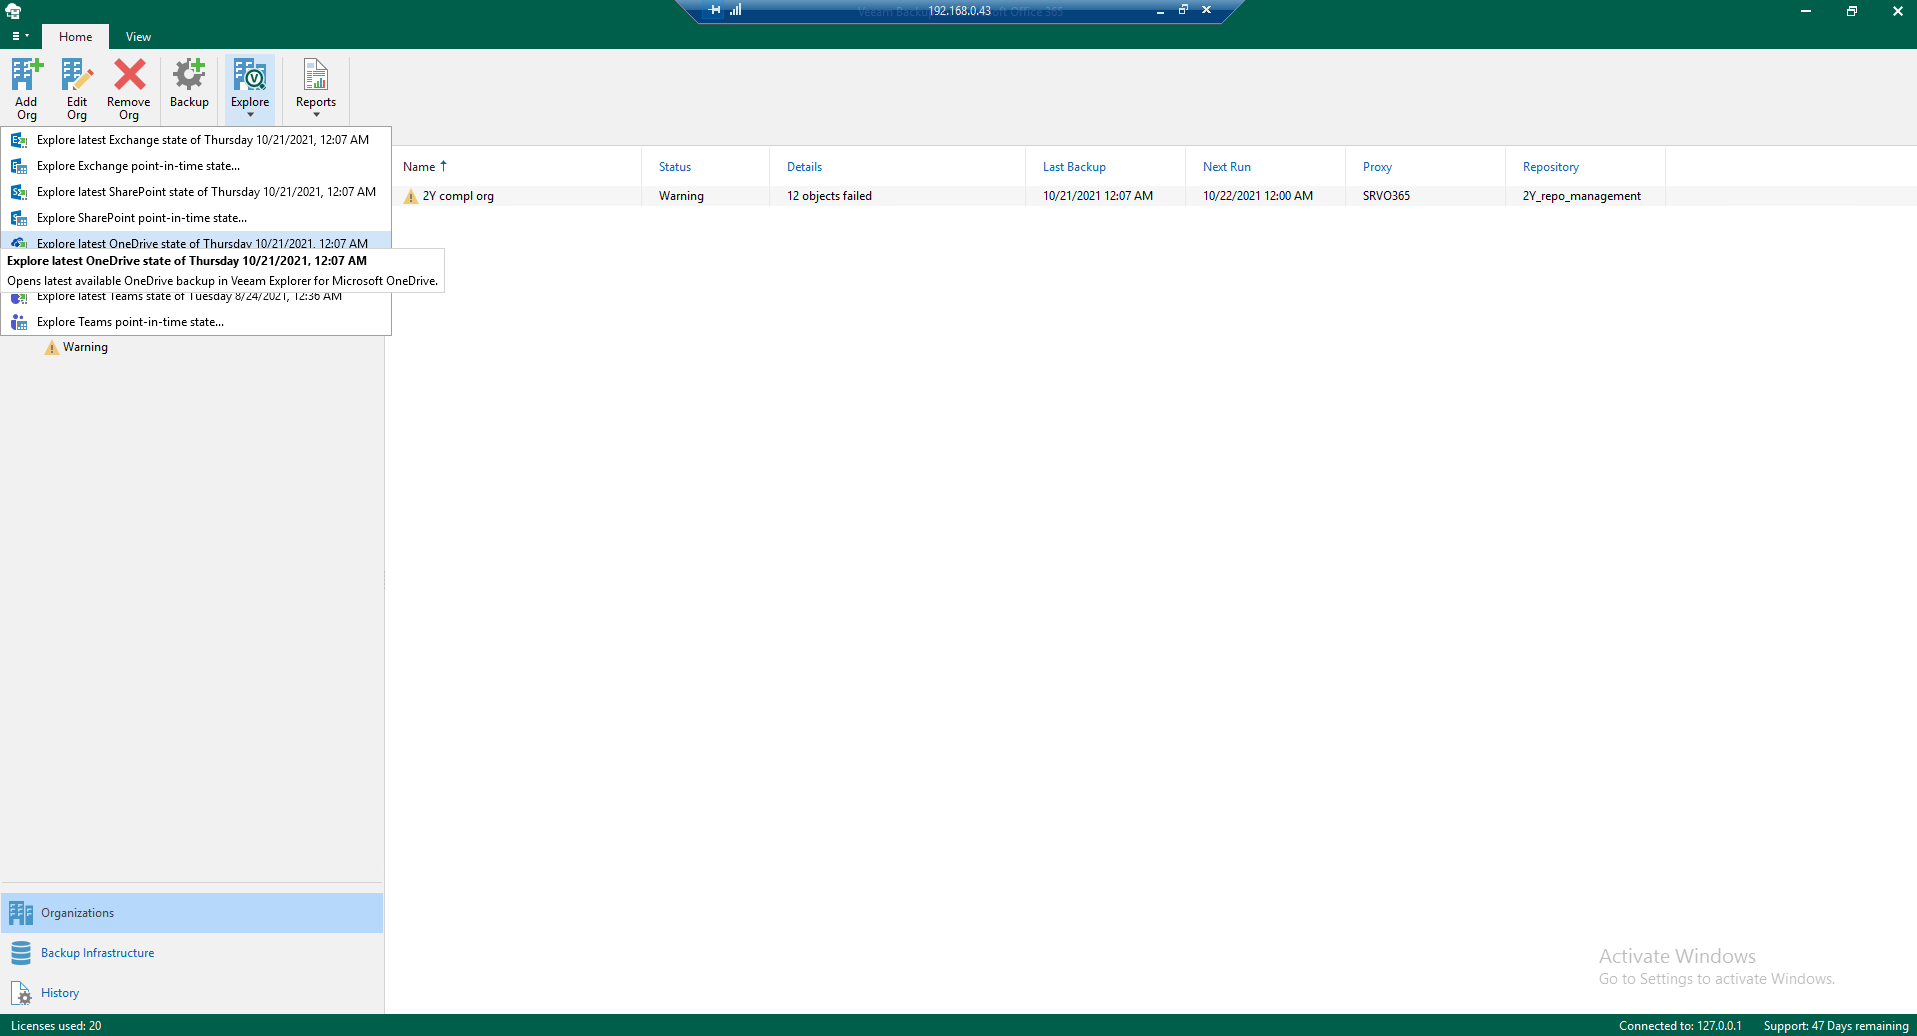 192.168.0.43
Home
View
Add
Org
Edit
Org
Remove
Org
Backup
Explore
Reports
Explore latest Exchange state of Thursday 10/21/2021, 12:07 AM
Explore Exchange point-in-time state...
Explore latest SharePoint state of Thursday 10/21/2021, 12:07 AM
Explore SharePoint point-in-time state...
Explore latest OneDrive state of Thursday 10/21/2021, 12:07 AM
Explore latest OneDrive state of Thursday 10/21/2021, 12:07 AM
Opens latest available OneDrive backup in Veeam Explorer for Microsoft OneDrive.
Explore latest Teams state of Tuesday 8/24/2021, 12:36 AM
Explore Teams point-in-time state...
Warning
Name Status Details Last Backup Next Run Proxy Repository
2Y compl org Warning 12 objects failed 10/21/2021 12:07 AM 10/22/2021 12:00 AM SRVO365 2Y_repo_management
Organizations
Backup Infrastructure
History
Activate Windows
Go to Settings to activate Windows.
Licenses used: 20
Connected to: 127.0.0.1
Support: 47 Days remaining